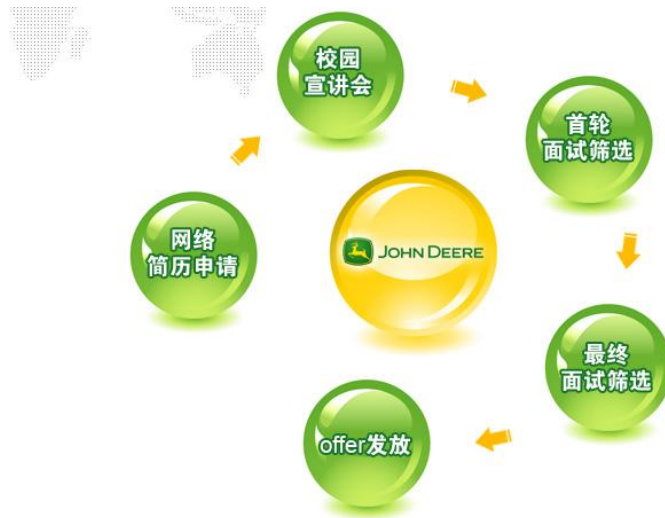 校园
宣讲会
首轮
面试筛选
网络
简历申请
JOHN DEERE
最终
面试筛选
offer发放